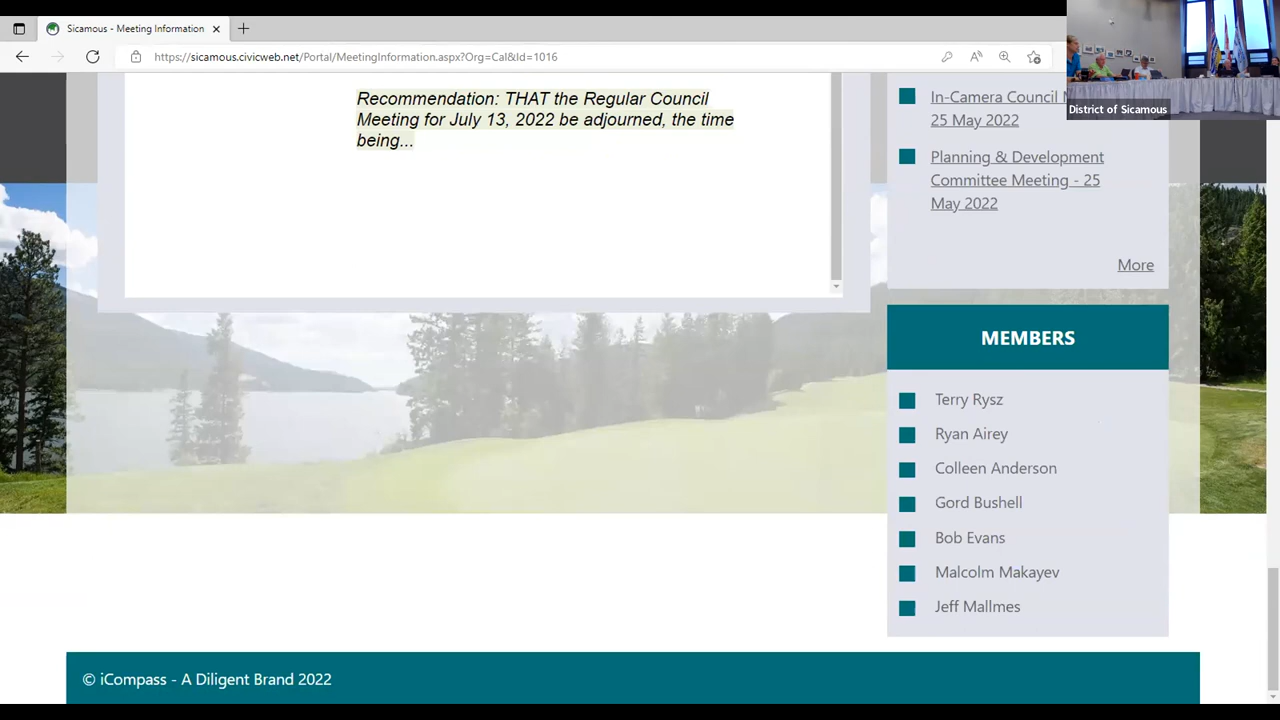 Sicamous - Meeting Information
https://sicamous.civicweb.net/Portal/MeetingInformation.aspx?Org=Cal&Id=1016
District of Sicamous
Recommendation: THAT the Regular Council
Meeting for July 13, 2022 be adjourned, the time
being...
In-Camera Council
25 May 2022
Planning & Development
Committee Meeting - 25
May 2022
More
MEMBERS
Terry Rysz
Ryan Airey
Colleen Anderson
Gord Bushell
Bob Evans
Malcolm Makayev
Jeff Mallmes
© iCompass - A Diligent Brand 2022